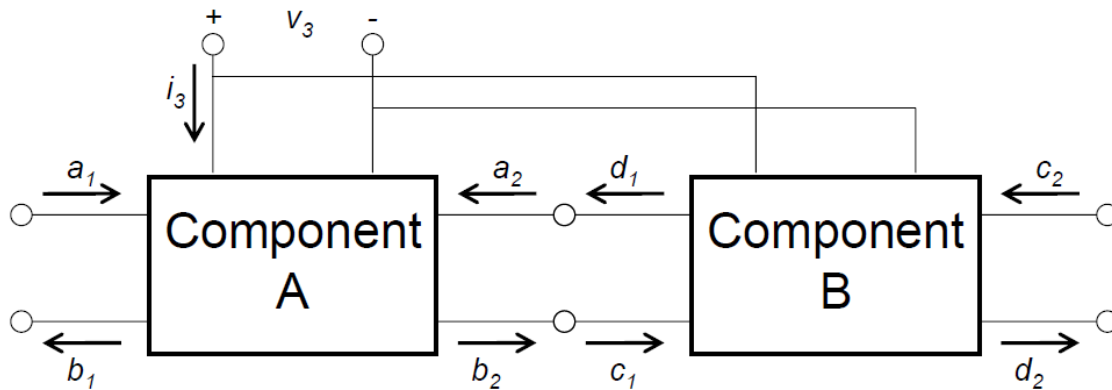 + v3 -
i3
a1 a2 d1 c2
Component A
Component B
b1 b2 c1 d2